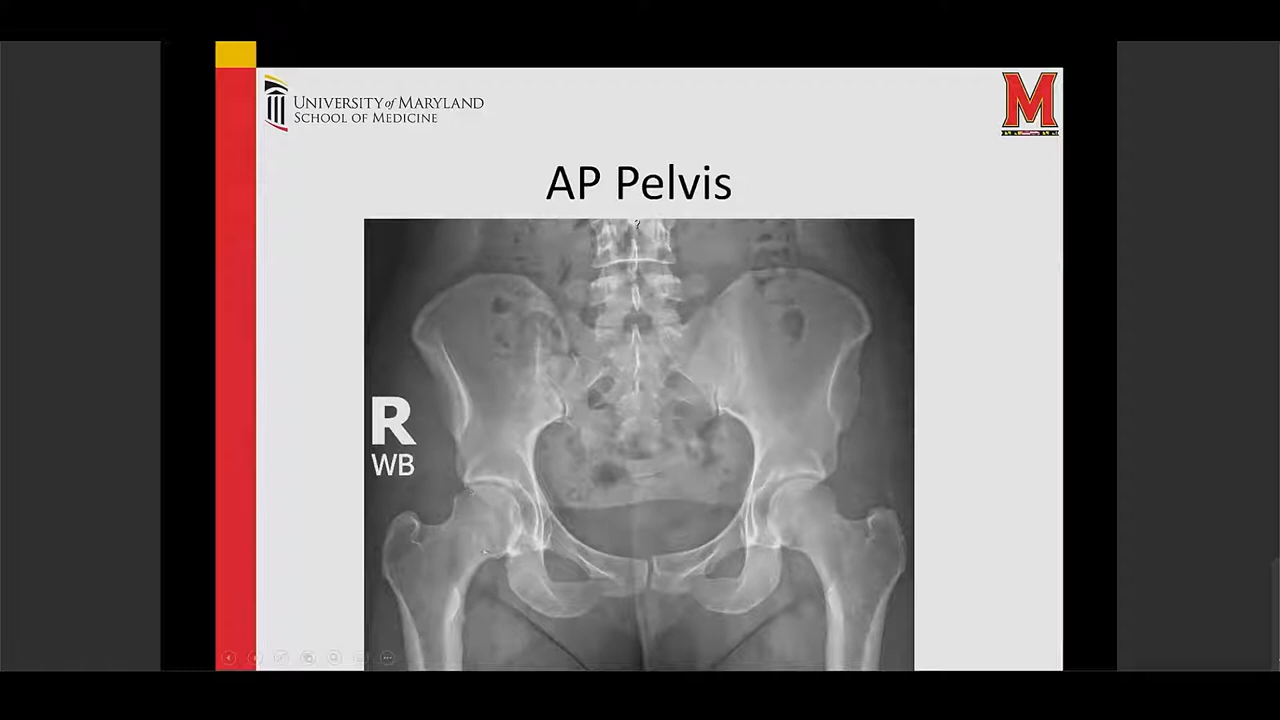 UNIVERSITY of MARYLAND
SCHOOL OF MEDICINE
M
AP Pelvis
?
R
WB